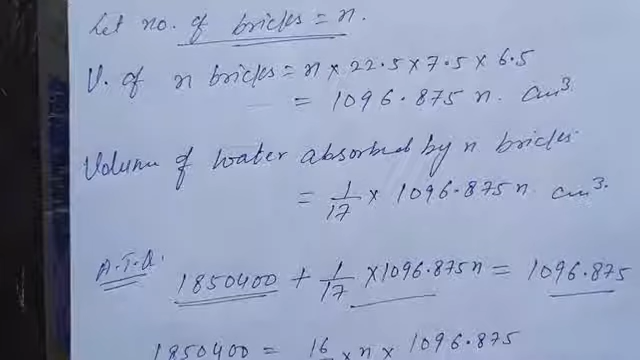 Let no. of bricks = n.
V. of n bricks = n × 22.5 × 7.5 × 6.5
= 1096.875 n. cm³
Volume of water absorbed by n bricks
= 1/17 × 1096.875 n cm³.
A.T.Q. 1850400 + 1/17 × 1096.875 n = 1096.875
1850400 = 16 × n × 1096.875